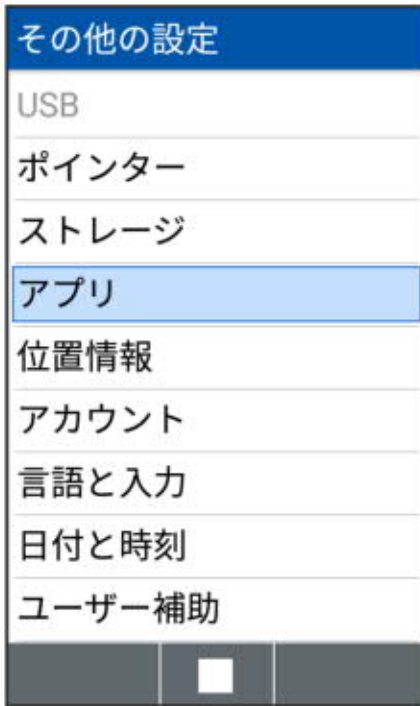 その他の設定
USB
ポインター
ストレージ
アプリ
位置情報
アカウント
言語と入力
日付と時刻
ユーザー補助